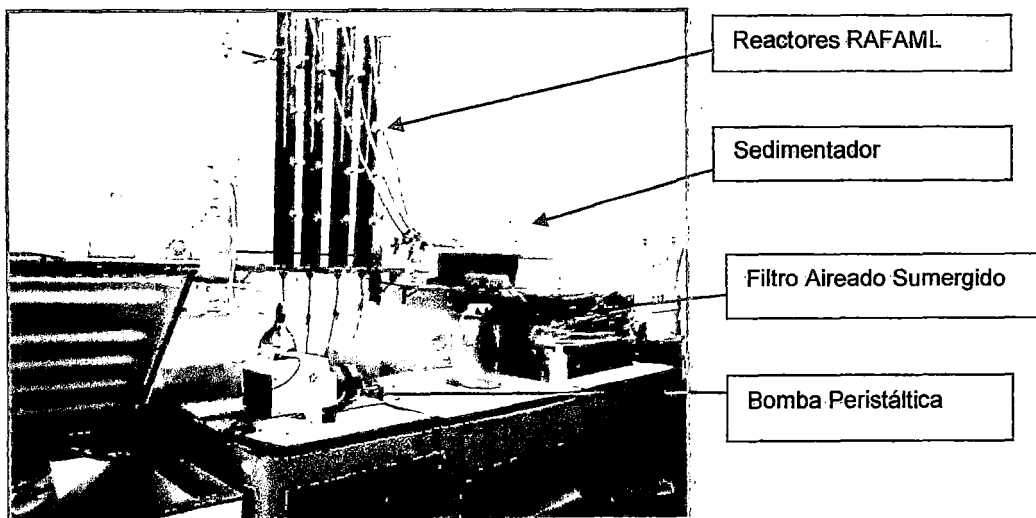 Reactores RAFAML
Sedimentador
Filtro Aireado Sumergido
Bomba Peristáltica